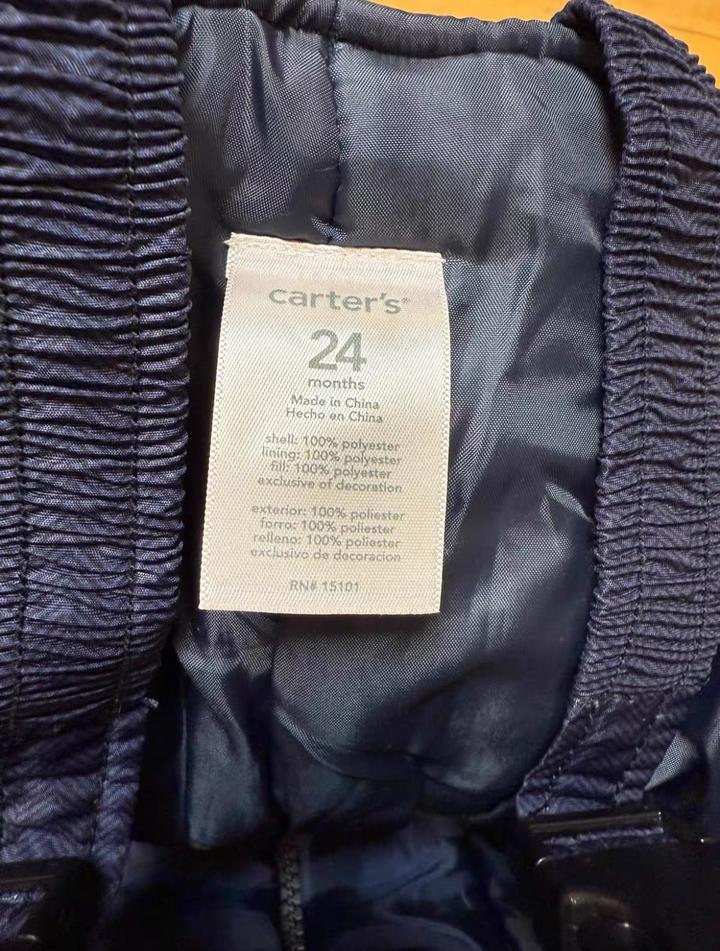 carter's®
24
months
Made in China
Hecho en China
shell: 100% polyester
lining: 100% polyester
fill: 100% polyester
exclusive of decoration
exterior: 100% poliester
forro: 100% poliester
relleno: 100% poliester
exclusivo de decoracion
RN# 15101